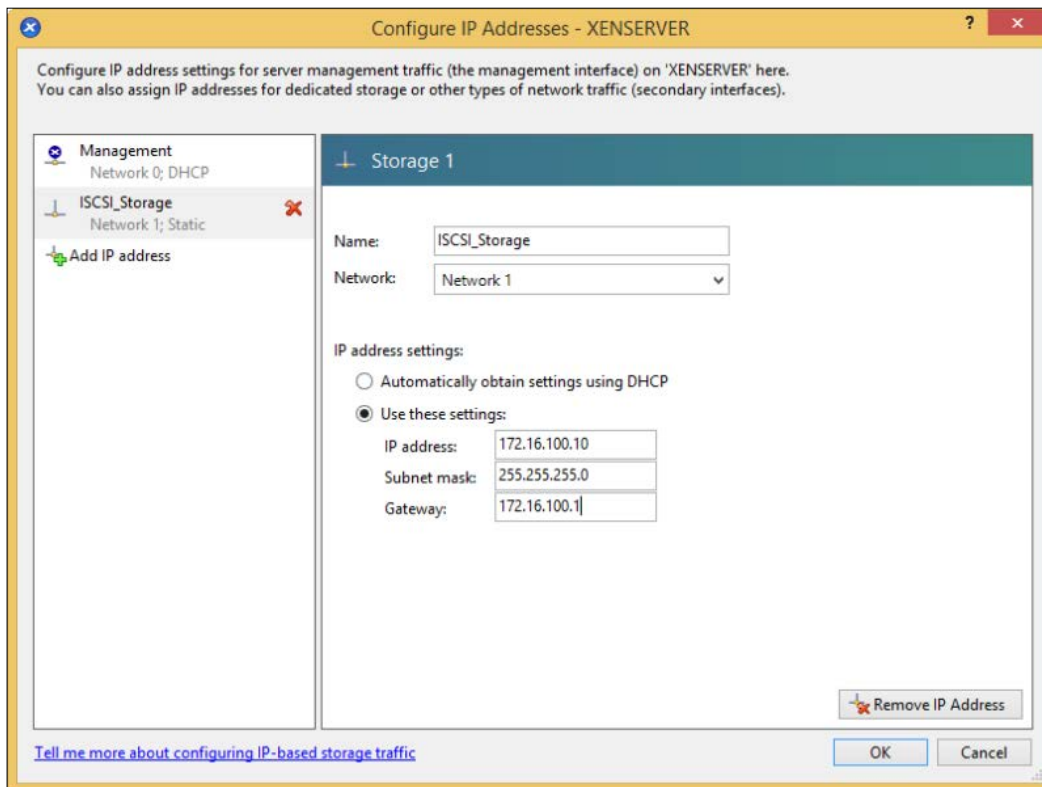 Configure IP Addresses - XENSERVER
?
Configure IP address settings for server management traffic (the management interface) on 'XENSERVER' here.
You can also assign IP addresses for dedicated storage or other types of network traffic (secondary interfaces).
Management
Network 0; DHCP
ISCSI_Storage
Network 1; Static
Add IP address
Storage 1
Name: ISCSI_Storage
Network: Network 1
IP address settings:
Automatically obtain settings using DHCP
Use these settings:
IP address: 172.16.100.10
Subnet mask: 255.255.255.0
Gateway: 172.16.100.1
Remove IP Address
Tell me more about configuring IP-based storage traffic
OK
Cancel